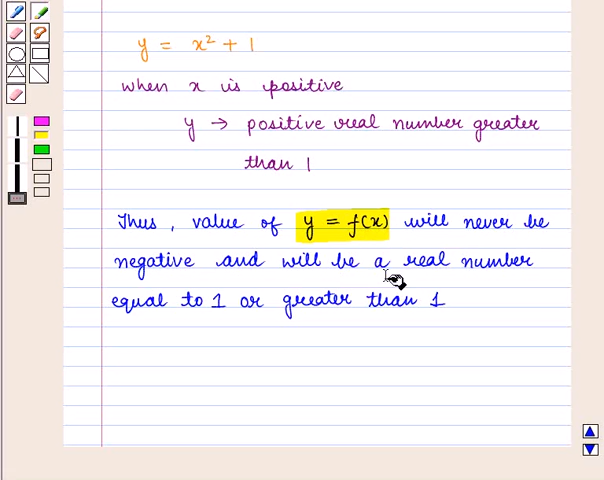 y = x² + 1
when x is positive
y → positive real number greater
than 1
Thus, value of y = f(x) will never be
negative and will be a real number
equal to 1 or greater than 1